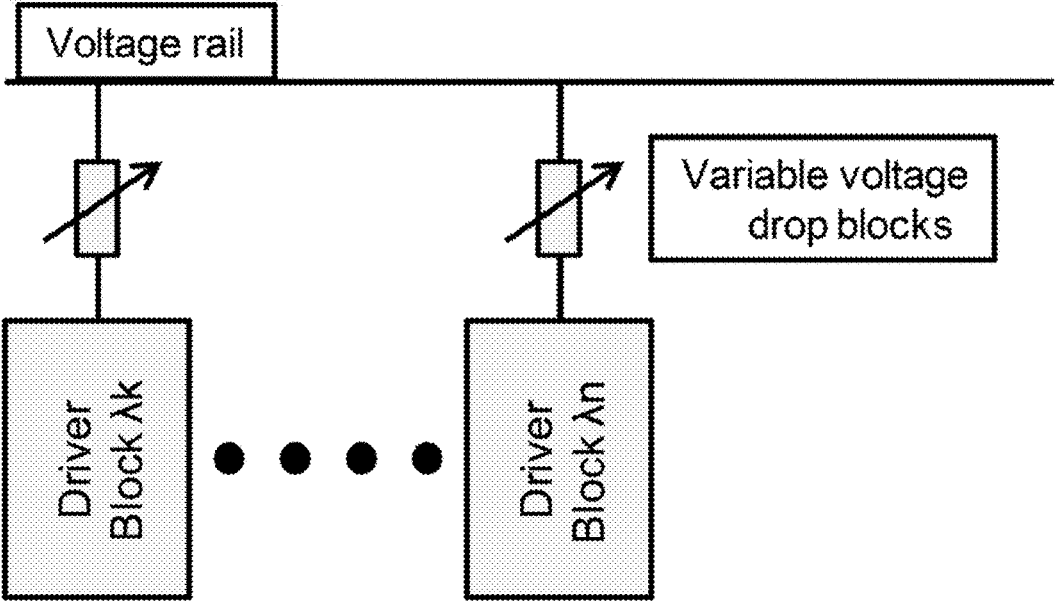 Voltage rail
Variable voltage
drop blocks
Driver
Block λk
Driver
Block λn